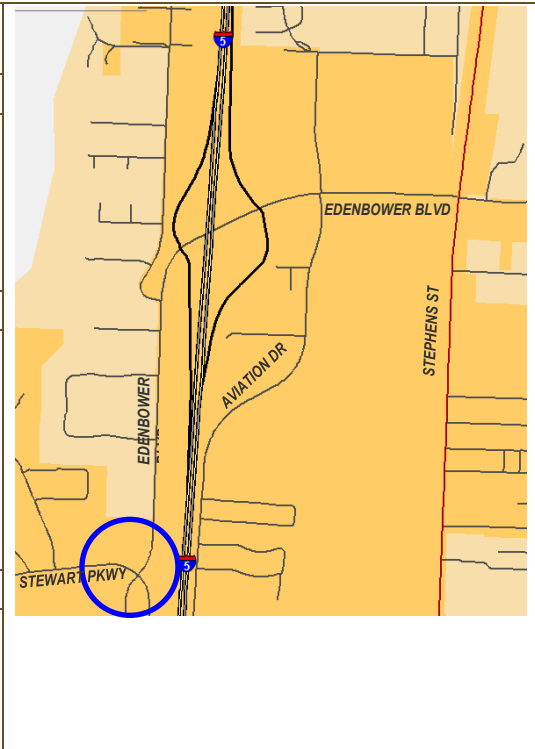 5
EDENBOWER BLVD
STEPHENS ST
AVIATION DR
EDENBOWER
STEWART PKWY
5